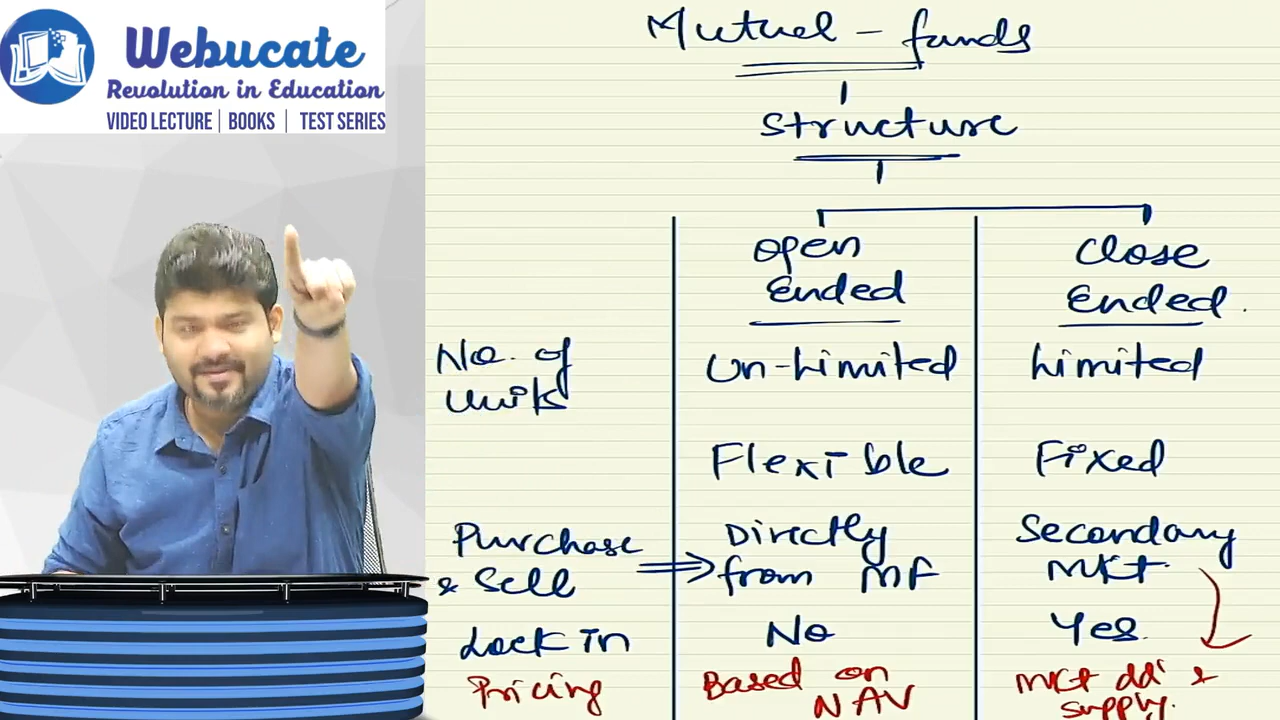 Webucate
Revolution in Education
VIDEO LECTURE | BOOKS | TEST SERIES
Mutual - funds
Structure
Open Ended
Close Ended.
No. of Units
Un-Limited
Limited
Flexible
Fixed
Purchase & Sell
Directly from MF
Secondary MKt.
Lock in
No
Yes.
Pricing
Based on NAV
MKt dd' & supply.